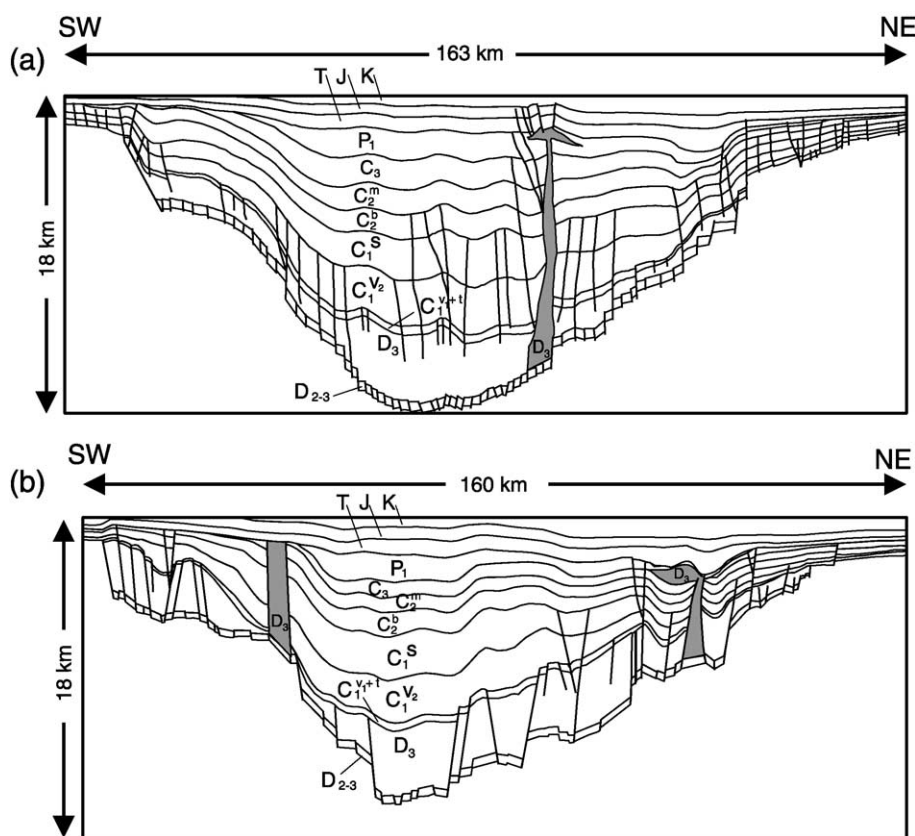 SW NE
(a) 163 km
T J K
18 km
P₁
C₃
C₂ᵐ
C₂ᵇ
C₁ˢ
C₁ⱽ²
C₁ᵛ¹⁺ᵗ
D₃
D₃
D₂₋₃
SW NE
(b) 160 km
T J K
18 km
P₁
D₃
C₃
C₂ᵐ
C₂ᵇ
D₃
C₁ˢ
C₁ᵛ¹⁺ᵗ C₁ⱽ²
D₃
D₂₋₃